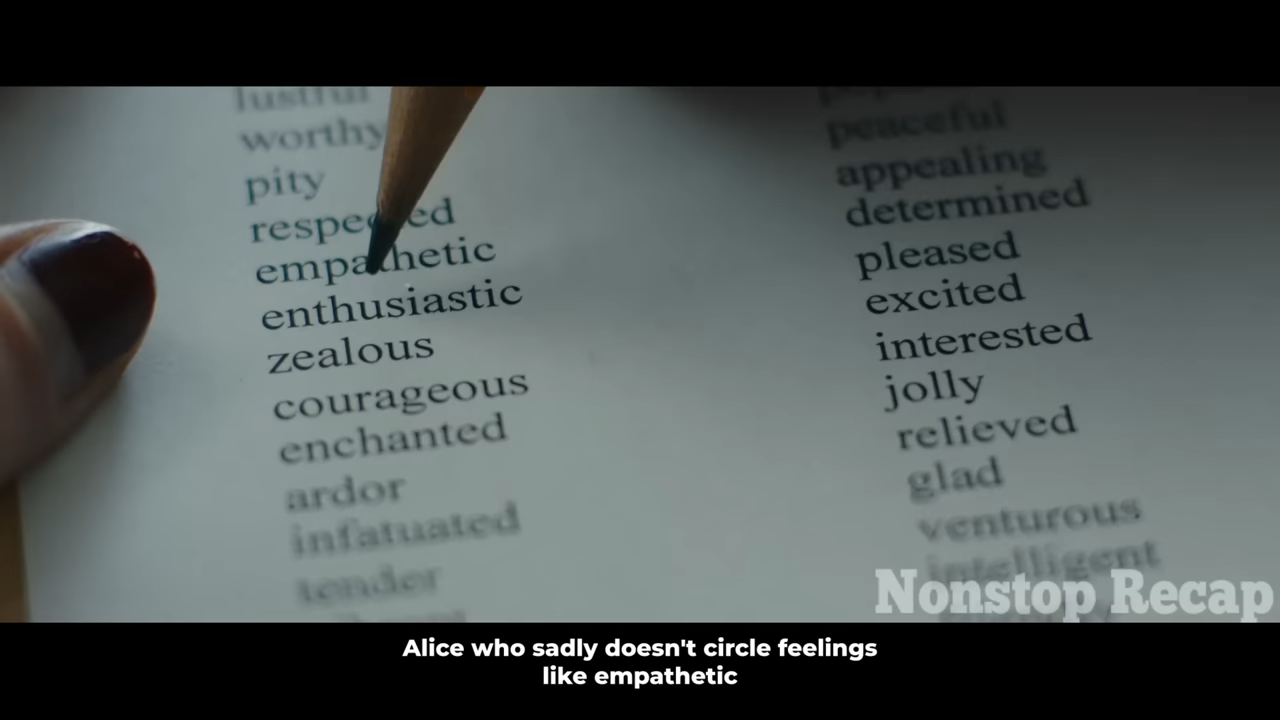 lustful
worthy
pity
respected
empathetic
enthusiastic
zealous
courageous
enchanted
ardor
infatuated
tender
peaceful
appealing
determined
pleased
excited
interested
jolly
relieved
glad
venturous
intelligent
Nonstop Recap
Alice who sadly doesn't circle feelings
like empathetic